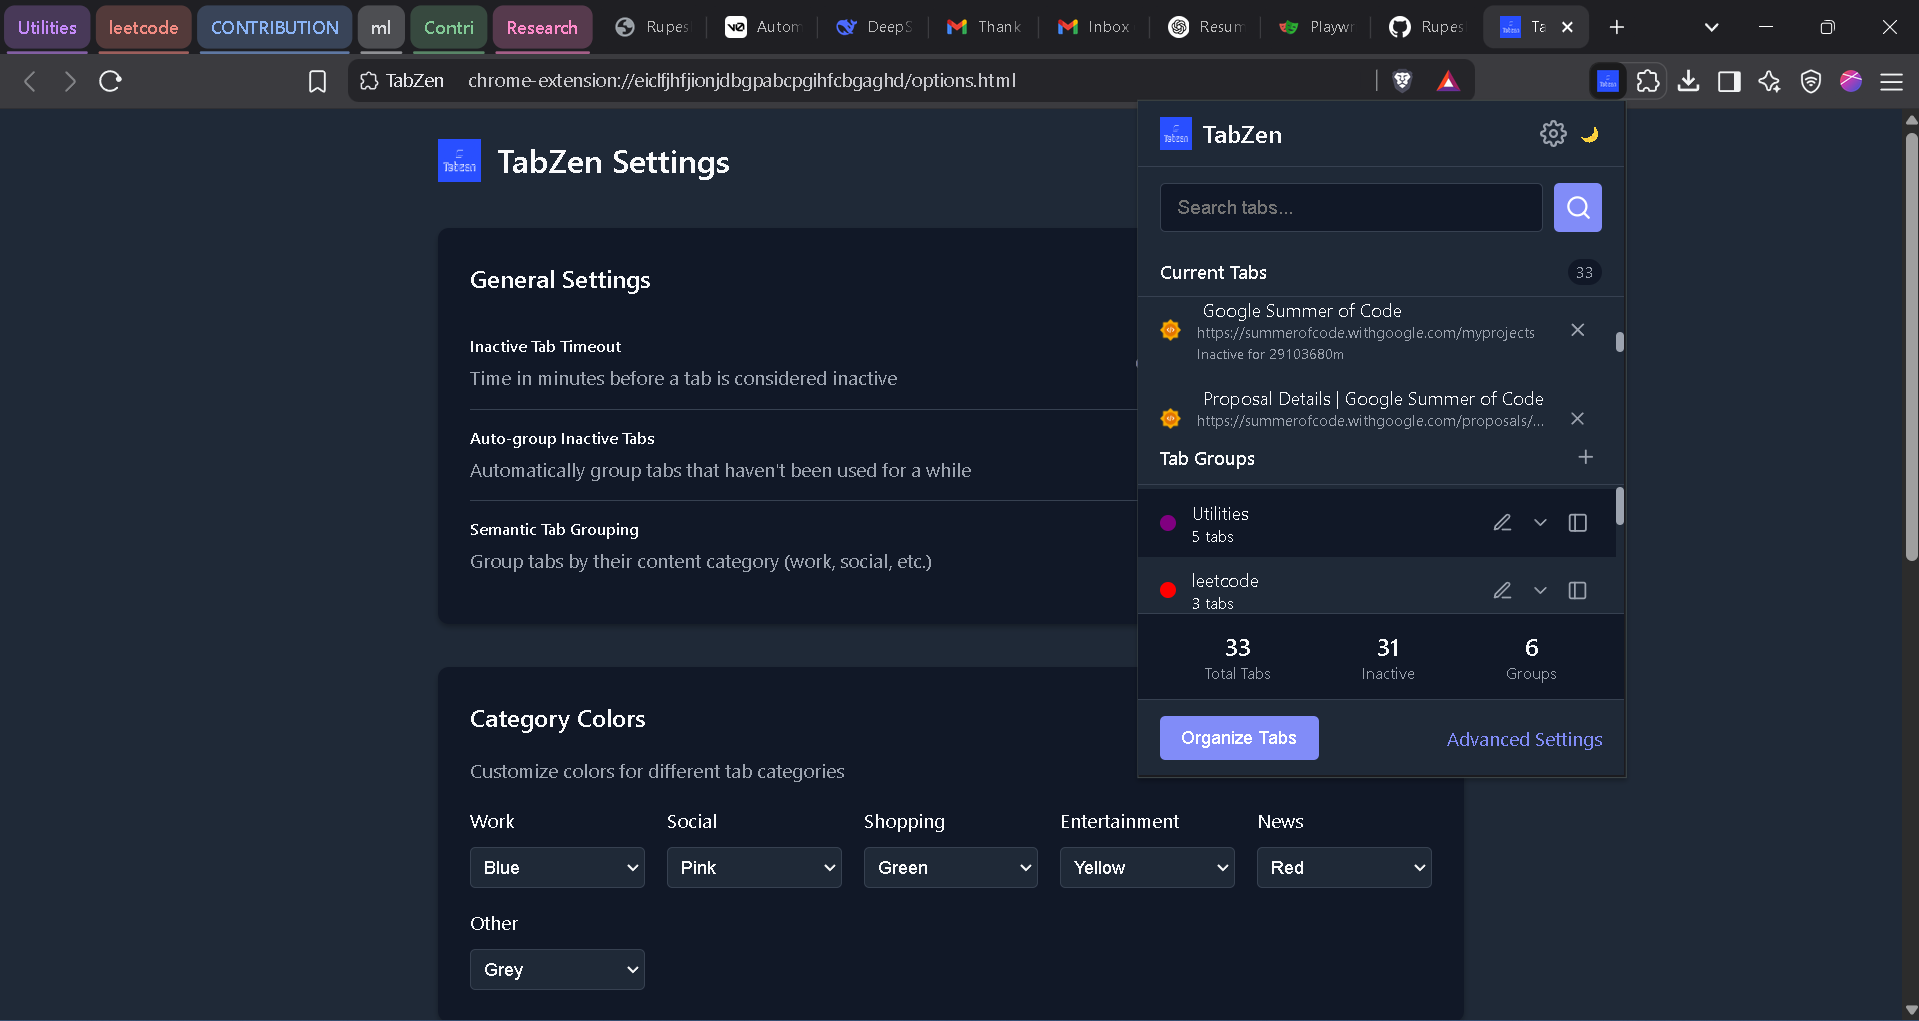 Utilities
leetcode
CONTRIBUTION
ml
Contri
Research
Rupes
Autom
DeepS
Thank
Inbox
Resum
Playwr
Rupes
Ta
TabZen
chrome-extension://eiclfjhfjionjdbgpabcpgihfcbgaghd/options.html
TabZen Settings
General Settings
Inactive Tab Timeout
Time in minutes before a tab is considered inactive
Auto-group Inactive Tabs
Automatically group tabs that haven't been used for a while
Semantic Tab Grouping
Group tabs by their content category (work, social, etc.)
Category Colors
Customize colors for different tab categories
Work
Social
Shopping
Entertainment
News
Blue
Pink
Green
Yellow
Red
Other
Grey
TabZen
Search tabs...
Current Tabs
33
Google Summer of Code
https://summerofcode.withgoogle.com/myprojects
Inactive for 29103680m
Proposal Details | Google Summer of Code
https://summerofcode.withgoogle.com/proposals/...
Tab Groups
Utilities
5 tabs
leetcode
3 tabs
33
Total Tabs
31
Inactive
6
Groups
Organize Tabs
Advanced Settings